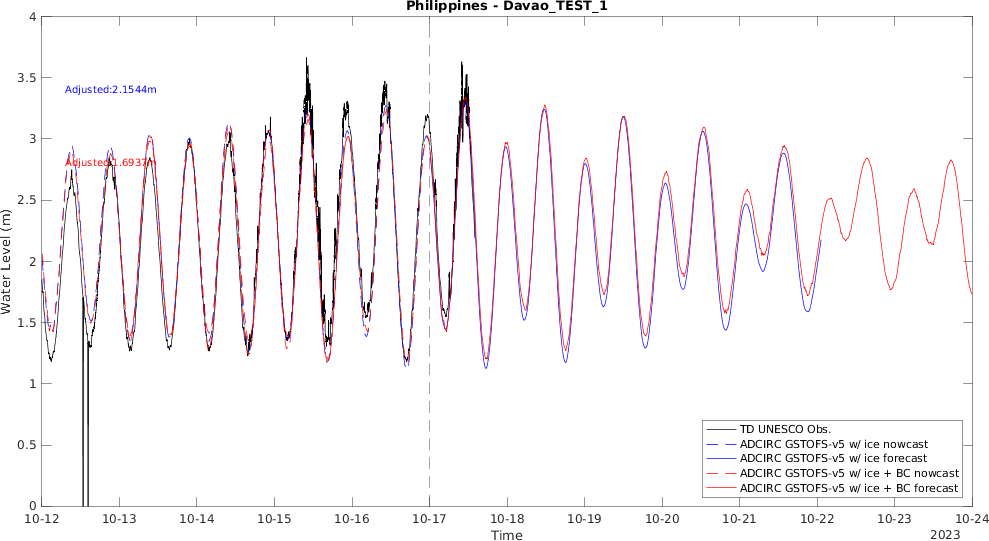 Philippines - Davao_TEST_1
4
3.5
3
2.5
2
1.5
1
0.5
0
Water Level (m)
Adjusted:2.1544m
Adjusted:1.6937m
TD UNESCO Obs.
ADCIRC GSTOFS-v5 w/ ice nowcast
ADCIRC GSTOFS-v5 w/ ice forecast
ADCIRC GSTOFS-v5 w/ ice + BC nowcast
ADCIRC GSTOFS-v5 w/ ice + BC forecast
10-12 10-13 10-14 10-15 10-16 10-17 10-18 10-19 10-20 10-21 10-22 10-23 10-24
Time
2023